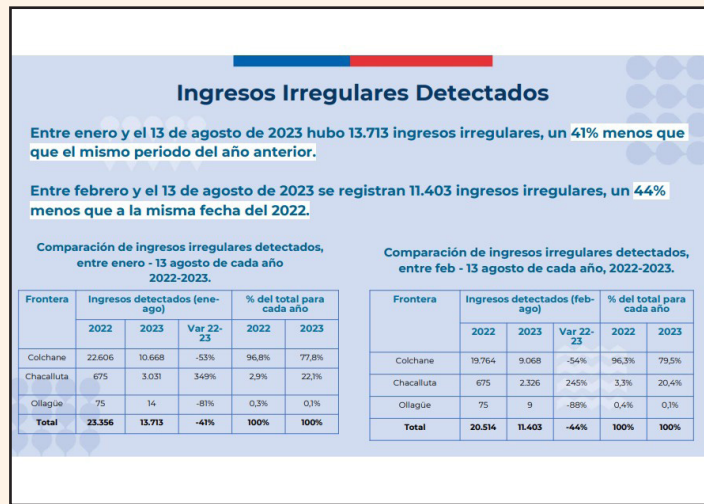 Ingresos Irregulares Detectados
Entre enero y el 13 de agosto de 2023 hubo 13.713 ingresos irregulares, un 41% menos que
que el mismo periodo del año anterior.
Entre febrero y el 13 de agosto de 2023 se registran 11.403 ingresos irregulares, un 44%
menos que a la misma fecha del 2022.
Comparación de ingresos irregulares detectados,
entre enero - 13 agosto de cada año
2022-2023.
Frontera Ingresos detectados (ene-
ago) % del total para
cada año
2022 2023 Var 22-
23 2022 2023
Colchane 22.606 10.668 -53% 96,8% 77,8%
Chacalluta 675 3.031 349% 2,9% 22,1%
Ollagüe 75 14 -81% 0,3% 0,1%
Total 23.356 13.713 -41% 100% 100%
Comparación de ingresos irregulares detectados,
entre feb - 13 agosto de cada año, 2022-2023.
Frontera Ingresos detectados (feb-
ago) % del total para
cada año
2022 2023 Var 22-
23 2022 2023
Colchane 19.764 9.068 -54% 96,3% 79,5%
Chacalluta 675 2.326 245% 3,3% 20,4%
Ollagüe 75 9 -88% 0,4% 0,1%
Total 20.514 11.403 -44% 100% 100%